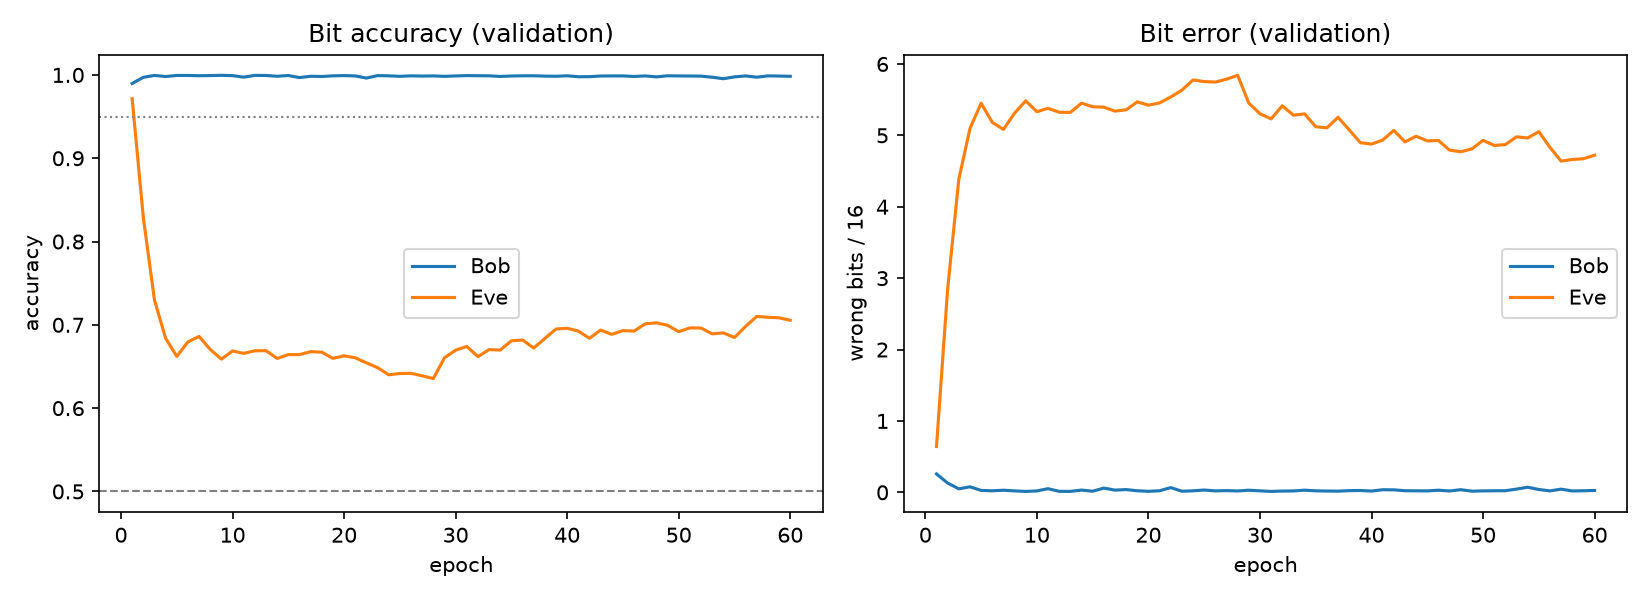 Bit accuracy (validation)
accuracy
1.0
0.9
0.8
0.7
0.6
0.5
Bob
Eve
0 10 20 30 40 50 60
epoch
Bit error (validation)
wrong bits / 16
6
5
4
3
2
1
0
Bob
Eve
0 10 20 30 40 50 60
epoch